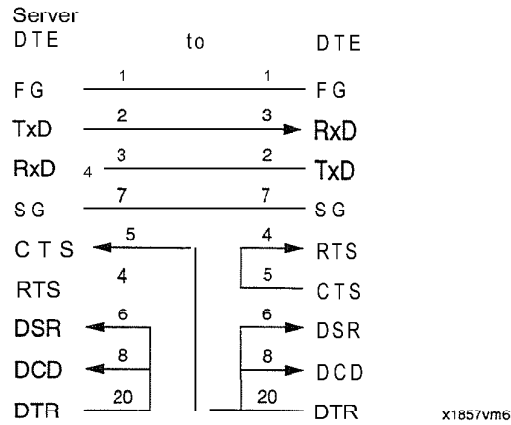 Server
DTE to DTE
FG 1 1 FG
TxD 2 3 RxD
RxD 4 3 2 TxD
SG 7 7 SG
CTS 5 4 RTS
RTS 4 5 CTS
DSR 6 6 DSR
DCD 8 8 DCD
DTR 20 20 DTR
x1857vm6